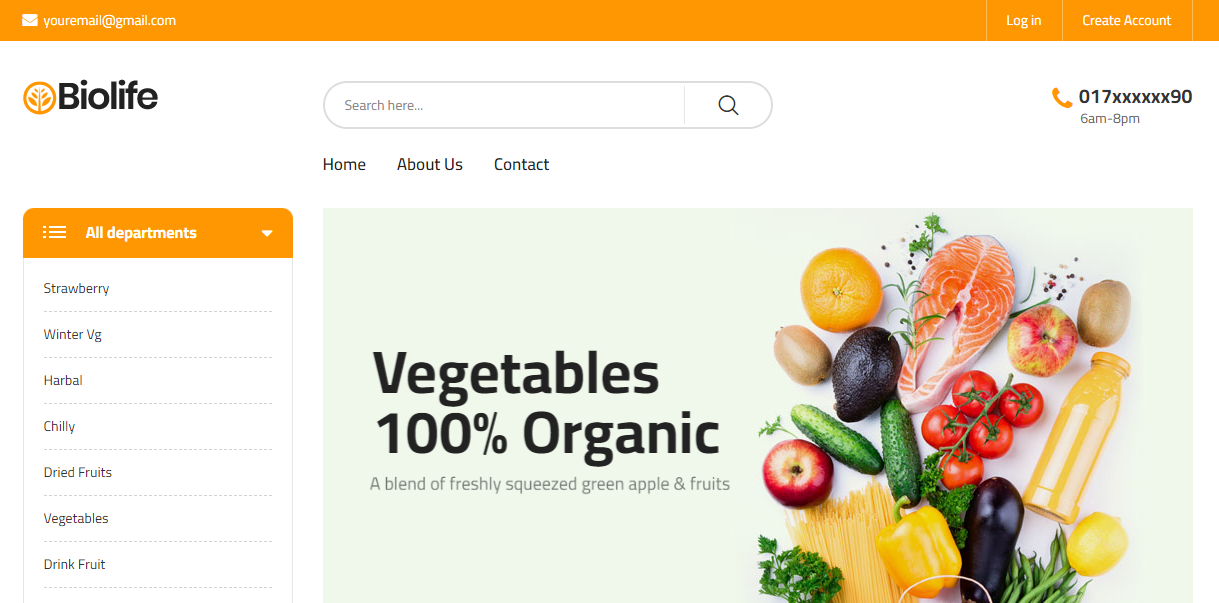 youremail@gmail.com
Log in
Create Account
Biolife
Search here...
017xxxxxx90
6am-8pm
Home
About Us
Contact
All departments
Strawberry
Winter Vg
Harbal
Chilly
Dried Fruits
Vegetables
Drink Fruit
Vegetables
100% Organic
A blend of freshly squeezed green apple & fruits